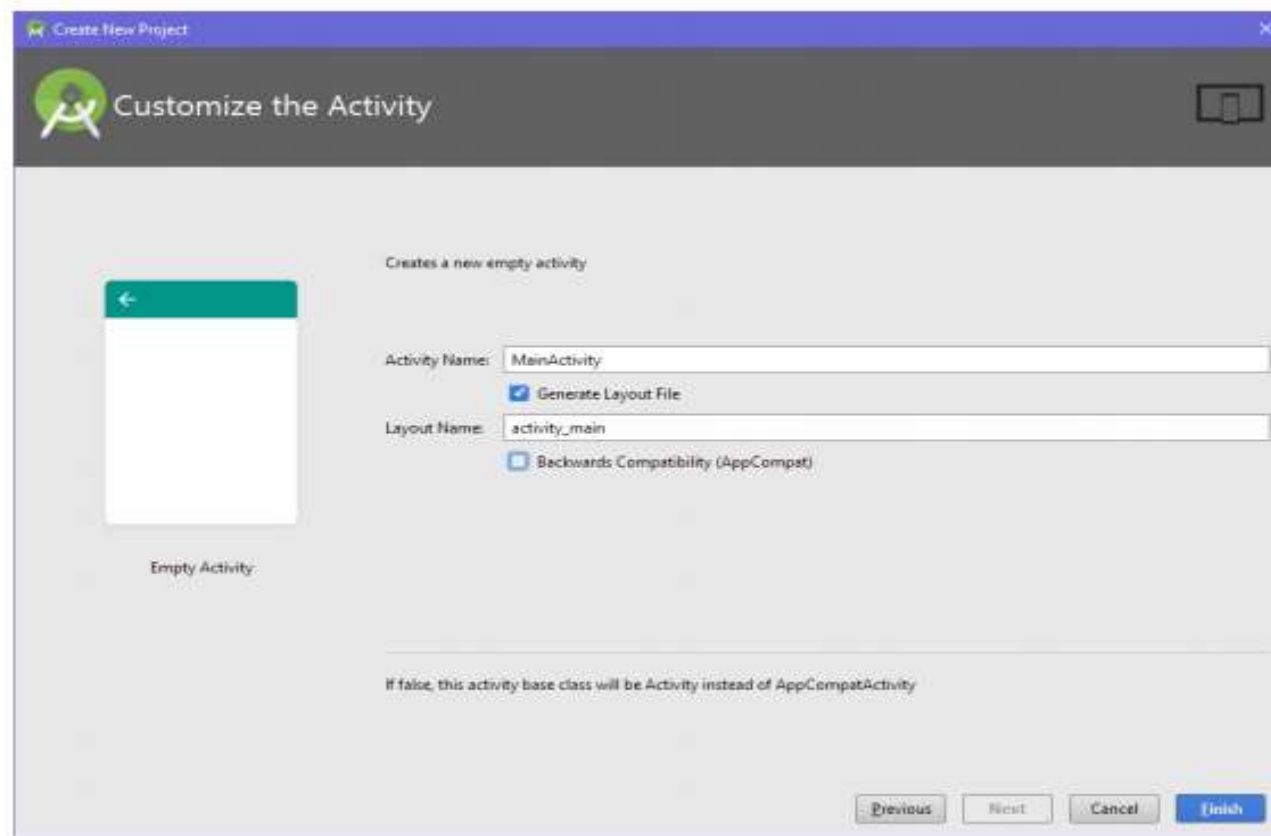 Create New Project
Customize the Activity
Creates a new empty activity
Activity Name: MainActivity
Generate Layout File
Layout Name: activity_main
Backwards Compatibility (AppCompat)
Empty Activity
If false, this activity base class will be Activity instead of AppCompatActivity
Previous Next Cancel Finish